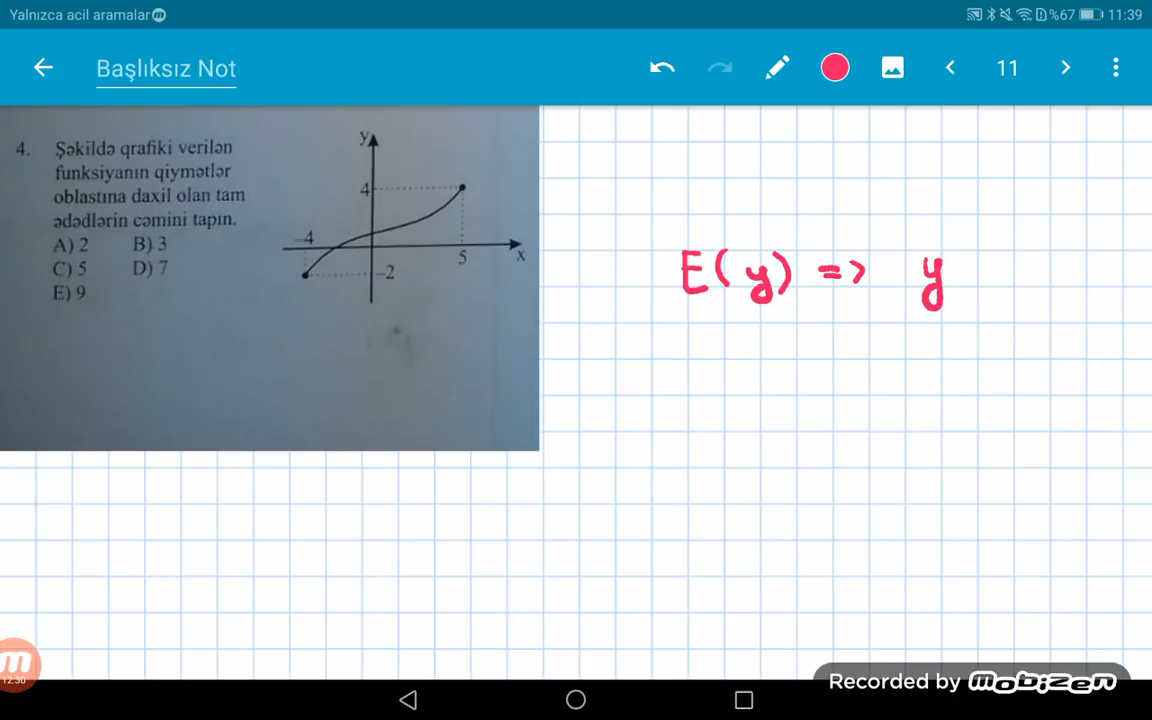 Yalnızca acil aramalar
%67 11:39
Başlıksız Not
11
4. Şəkildə qrafiki verilən
funksiyanın qiymətlər
oblastına daxil olan tam
ədədlərin cəmini tapın.
A) 2 B) 3
C) 5 D) 7
E) 9
y
4
-4
5
x
-2
E(y) => y
12:30
Recorded by mobizen